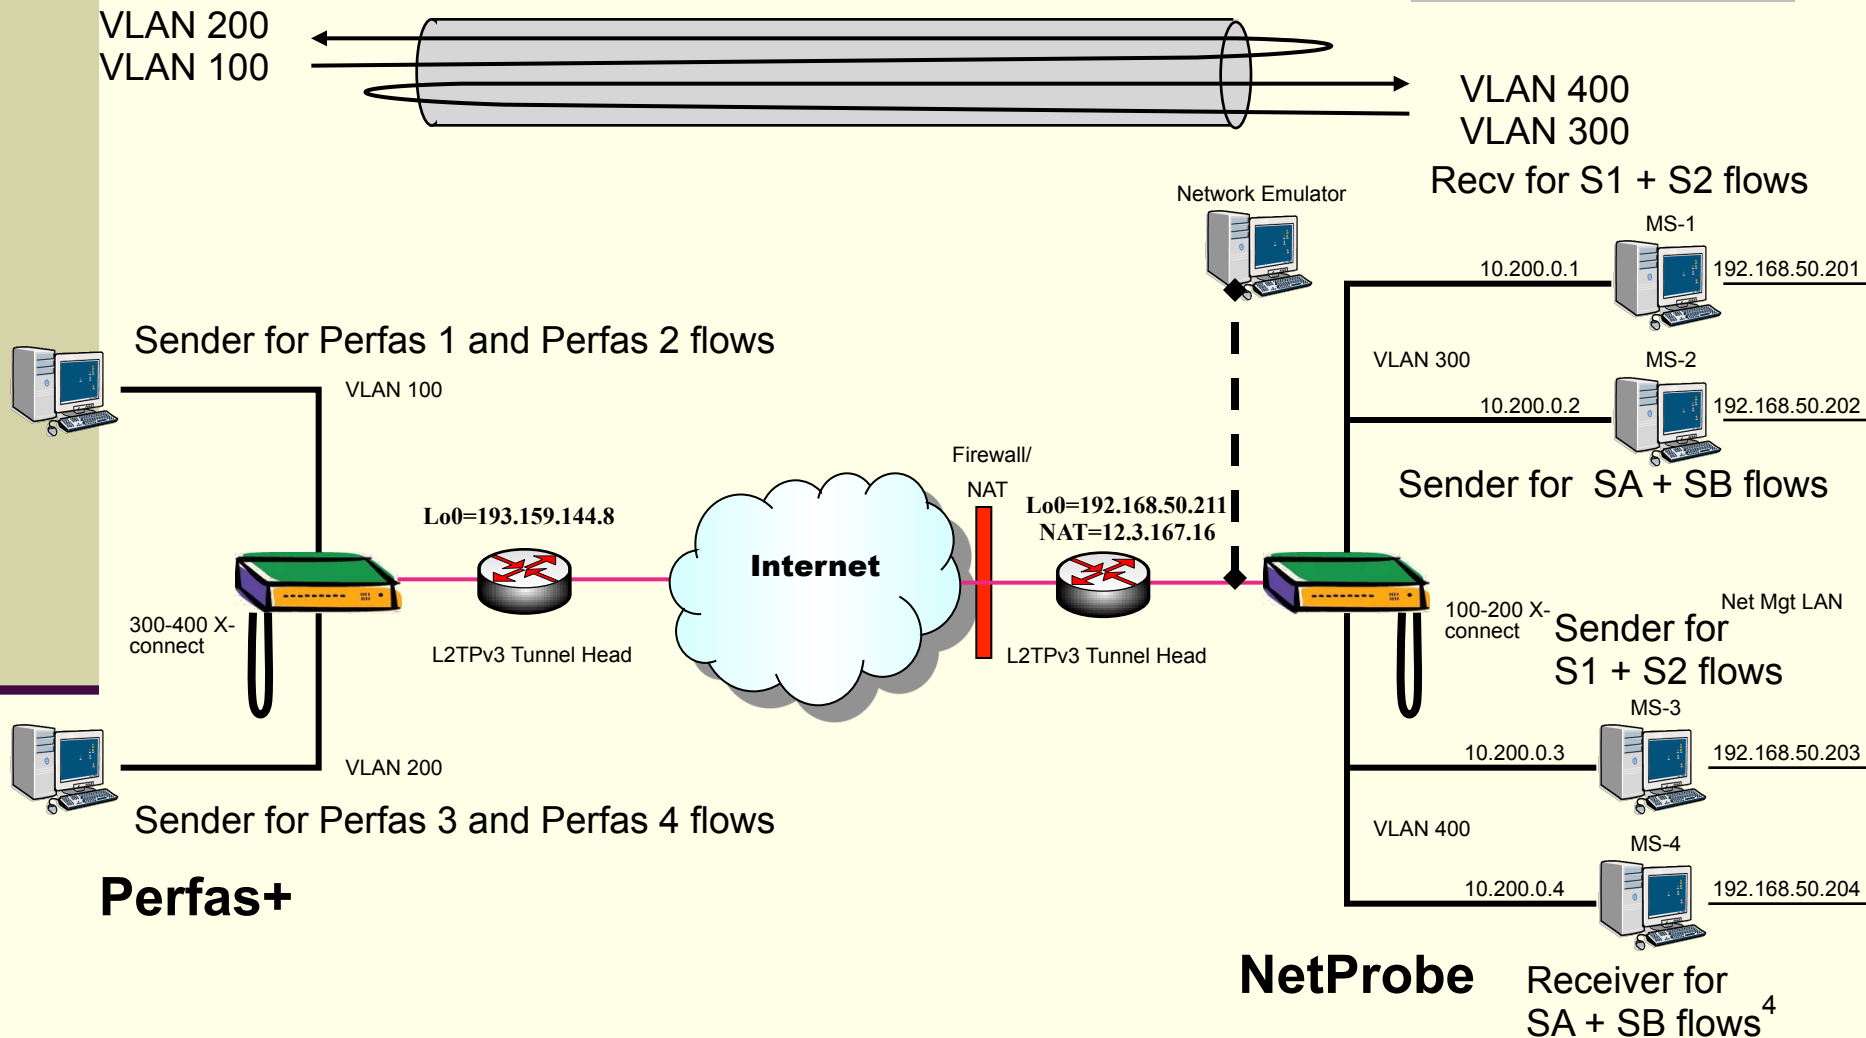 VLAN 200
VLAN 100
VLAN 400
VLAN 300
Recv for S1 + S2 flows
Network Emulator
MS-1
10.200.0.1
192.168.50.201
Sender for Perfas 1 and Perfas 2 flows
VLAN 100
VLAN 300
MS-2
10.200.0.2
192.168.50.202
Sender for SA + SB flows
Firewall/
NAT
Lo0=193.159.144.8
Lo0=192.168.50.211
NAT=12.3.167.16
Internet
300-400 X-
connect
L2TPv3 Tunnel Head
L2TPv3 Tunnel Head
100-200 X-
connect
Net Mgt LAN
Sender for
S1 + S2 flows
MS-3
10.200.0.3
192.168.50.203
VLAN 200
Sender for Perfas 3 and Perfas 4 flows
VLAN 400
MS-4
10.200.0.4
192.168.50.204
Perfas+
NetProbe
Receiver for
SA + SB flows
4